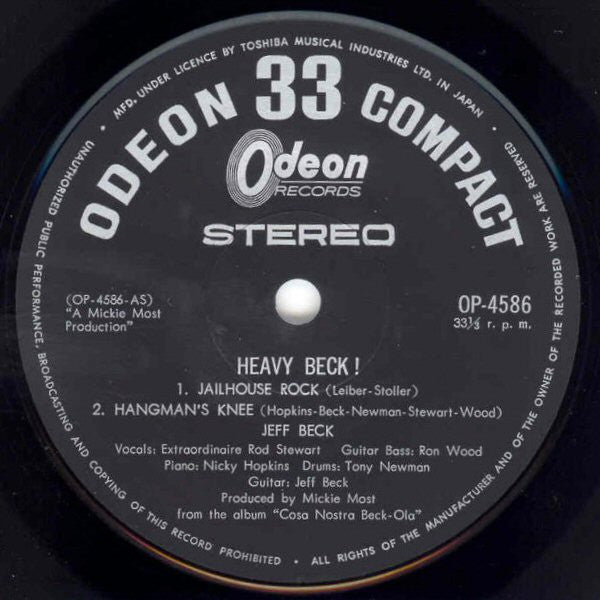 • MFD. UNDER LICENCE BY TOSHIBA MUSICAL INDUSTRIES LTD. IN JAPAN •
ODEON 33 COMPACT
Odeon
RECORDS
STEREO
(OP-4586-AS)
"A Mickie Most
Production"
OP-4586
33⅓ r. p. m.
HEAVY BECK!
1. JAILHOUSE ROCK (Leiber-Stoller)
2. HANGMAN'S KNEE (Hopkins-Beck-Newman-Stewart-Wood)
JEFF BECK
Vocals: Extraordinaire Rod Stewart Guitar Bass: Ron Wood
Piano: Nicky Hopkins Drums: Tony Newman
Guitar: Jeff Beck
Produced by Mickie Most
from the album "Cosa Nostra Beck-Ola"
UNAUTHORIZED PUBLIC PERFORMANCE, BROADCASTING AND COPYING OF THIS RECORD PROHIBITED • ALL RIGHTS OF THE MANUFACTURER AND OF THE OWNER OF THE RECORDED WORK ARE RESERVED